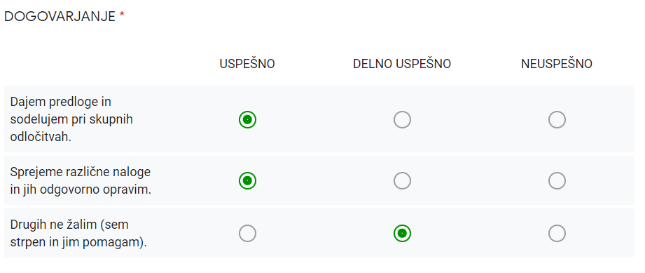 DOGOVARJANJE *
USPEŠNO DELNO USPEŠNO NEUSPEŠNO
Dajem predloge in
sodelujem pri skupnih
odločitvah.
Sprejeme različne naloge
in jih odgovorno opravim.
Drugih ne žalim (sem
strpen in jim pomagam).